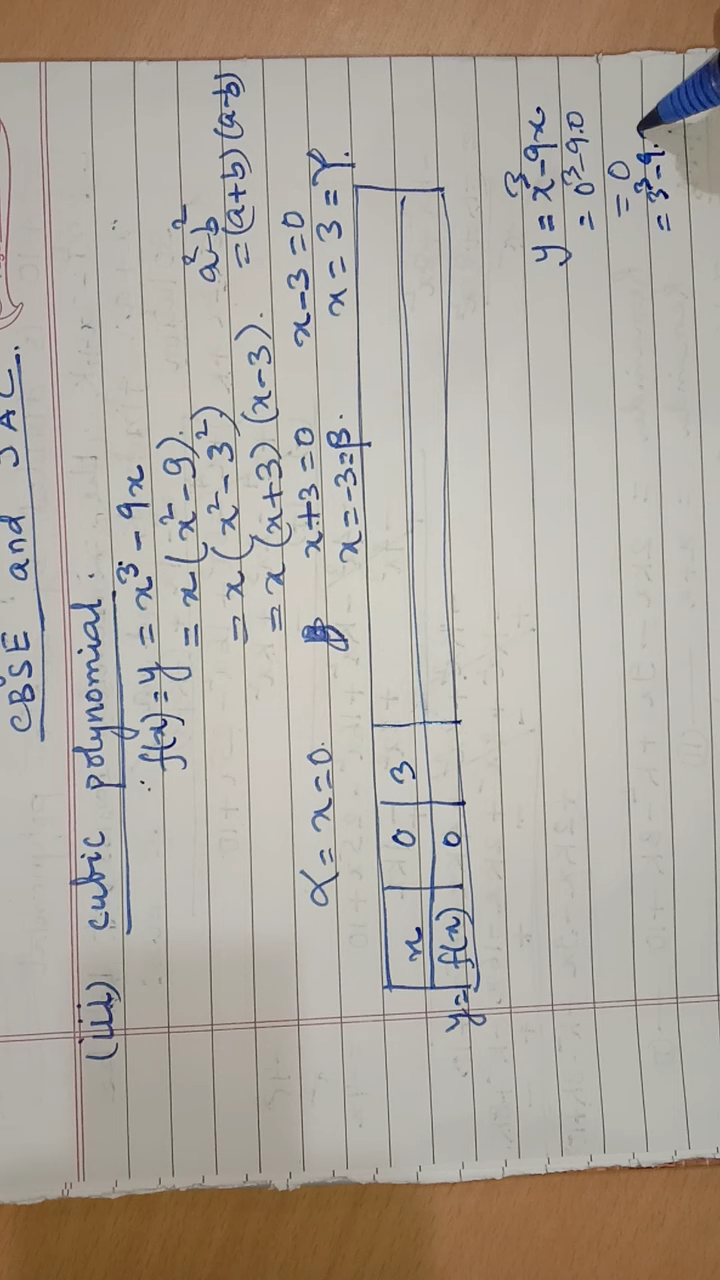 CBSE and JAC.
(iii) cubic polynomial.
f(x) = y = x³ - 9x
= x(x² - 9).
= x(x² - 3²)
a² - b²
= x(x+3)(x-3).
= (a+b)(a-b)
α = x = 0.
x+3 = 0
x-3 = 0
x = -3 = β.
x = 3 = γ.
x 0 3
y = f(x) 0
y = x³ - 9x
= 0³ - 9.0
= 0
= 3³ - 9.